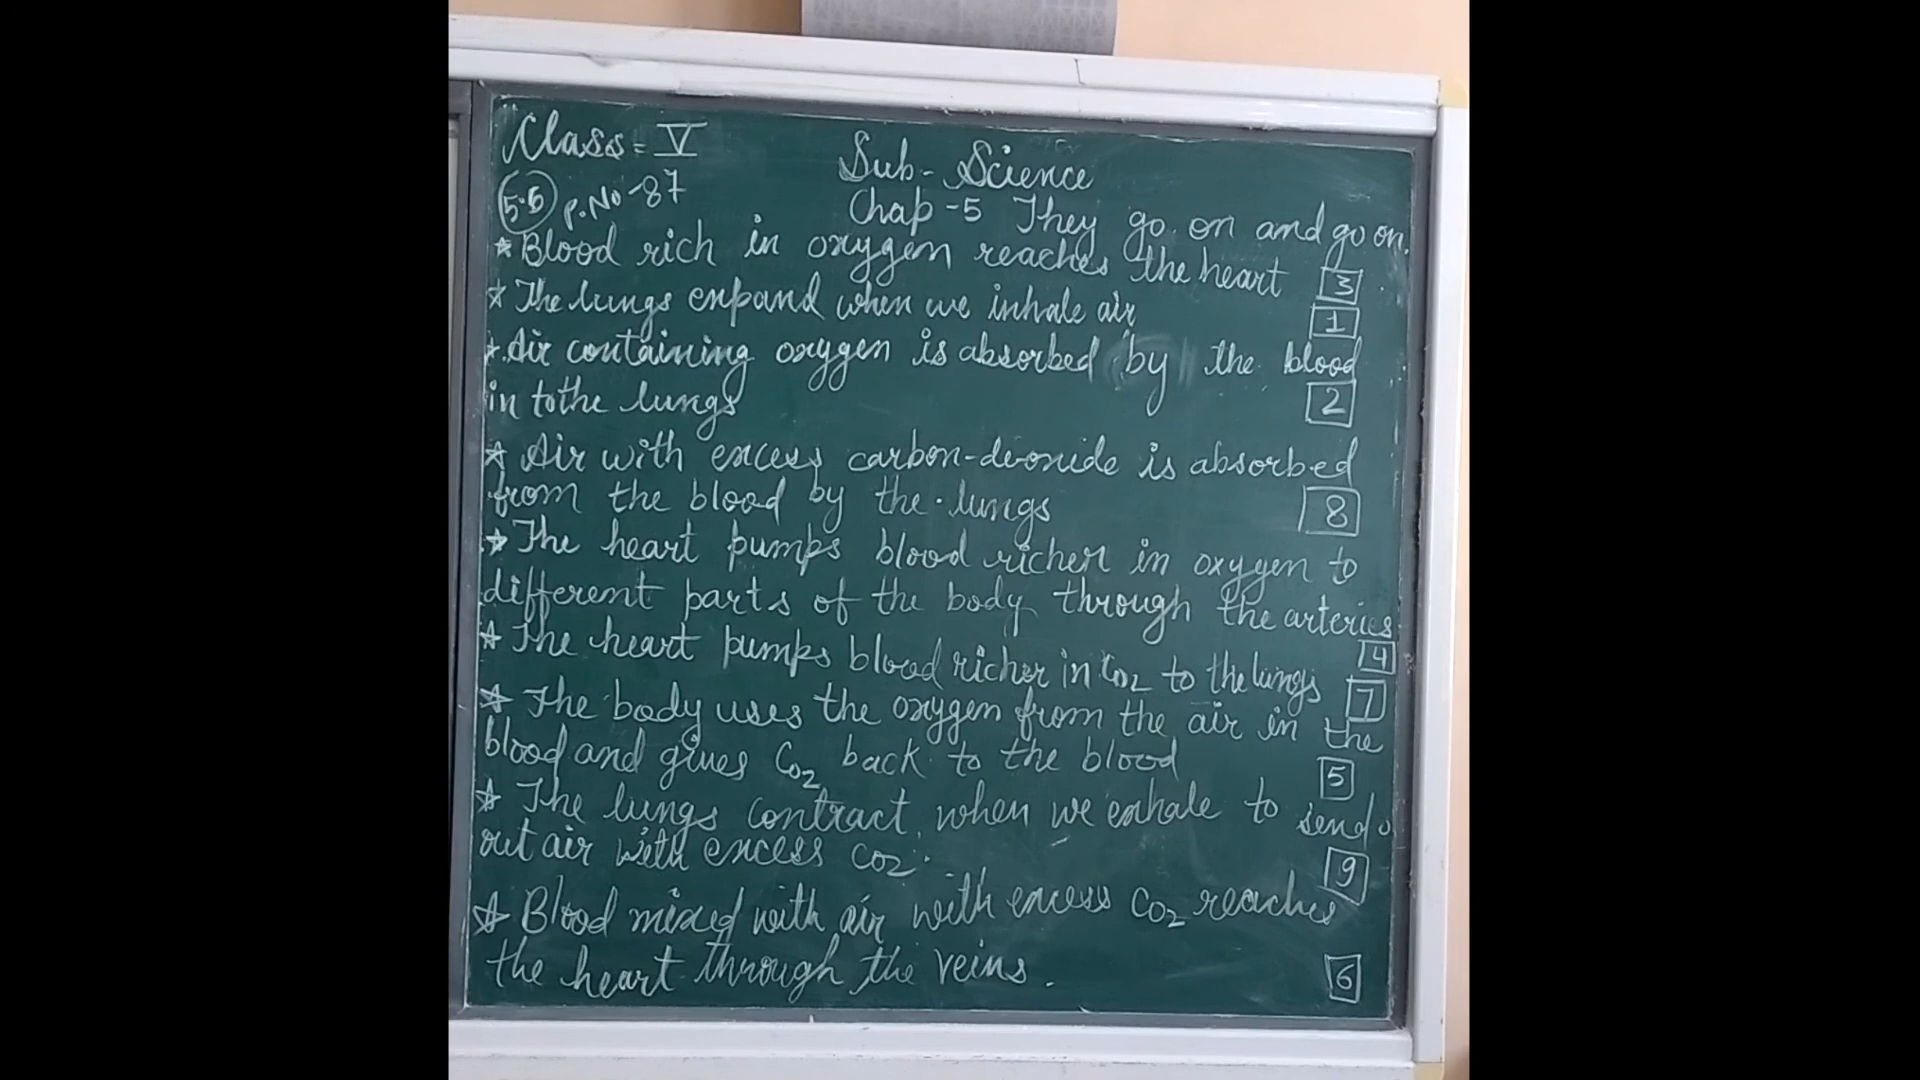 Class = V
Sub - Science
5.5 P.No - 87
Chap - 5 They go on and go on.
* Blood rich in oxygen reaches the heart 3
* The lungs expand when we inhale air 1
* Air containing oxygen is absorbed by the blood
in to the lungs 2
* Air with excess carbon-di-oxide is absorbed
from the blood by the lungs 8
* The heart pumps blood richer in oxygen to
different parts of the body through the arteries. 4
* The heart pumps blood richer in CO2 to the lungs 7
* The body uses the oxygen from the air in the
blood and gives CO2 back to the blood 5
* The lungs contract, when we exhale to send
out air with excess CO2. 9
* Blood mixed with air with excess CO2 reaches
the heart through the veins. 6